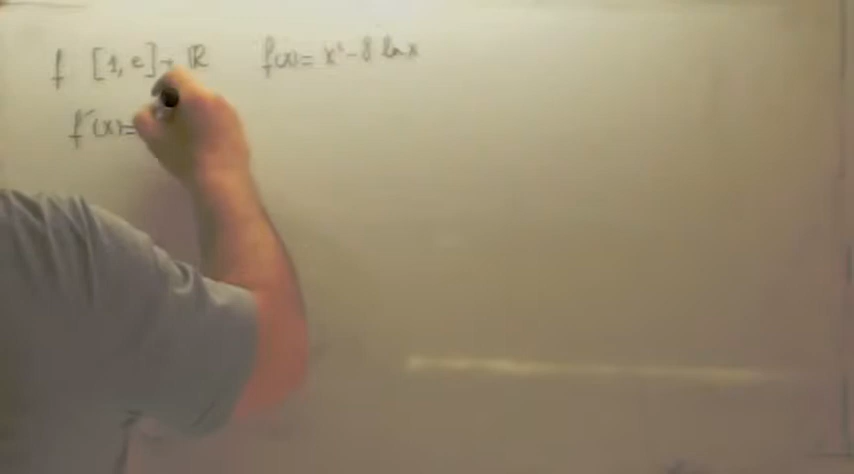 f [1,e]→ ℝ f(x)= x²-8 ln x
f'(x)=